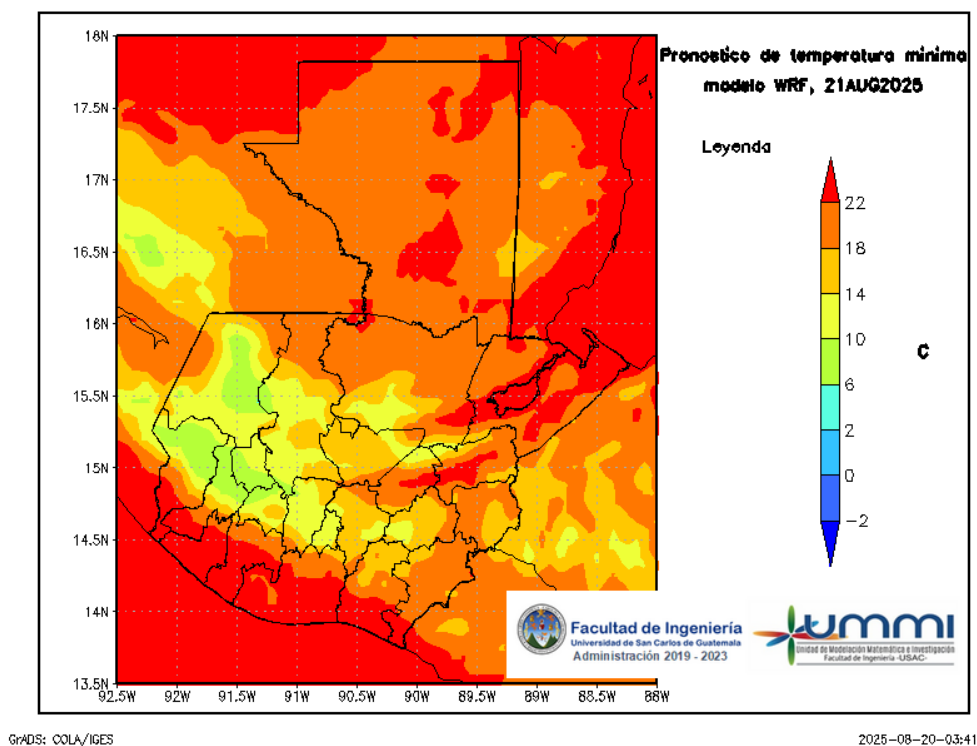 Pronostico de temperatura minima
modelo WRF, 21AUG2025
Leyenda
22
18
14
10
6
2
0
-2
C
18N
17.5N
17N
16.5N
16N
15.5N
15N
14.5N
14N
13.5N
92.5W 92W 91.5W 91W 90.5W 90W 89.5W 89W 88.5W 88W
Facultad de Ingeniería
Universidad de San Carlos de Guatemala
Administración 2019 - 2023
ummi
Unidad de Modelación Matemática e Investigación
Facultad de Ingeniería -USAC-
GrADS: COLA/IGES
2025-08-20-03:41